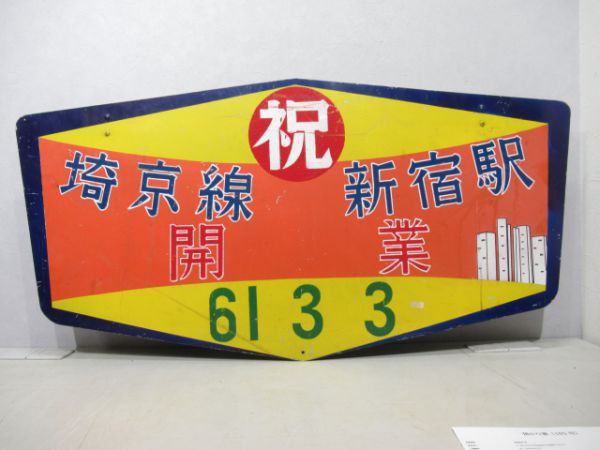 祝
埼京線 新宿駅
開 業
61 3 3